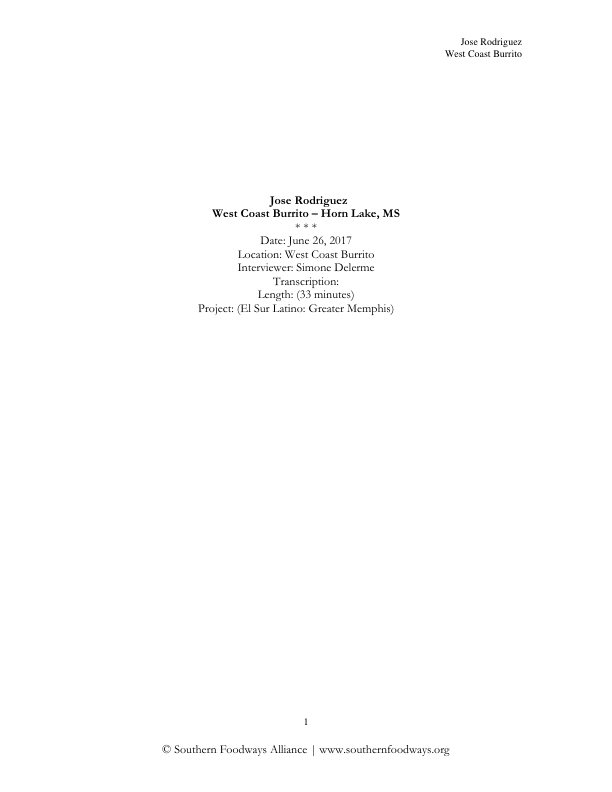 Jose Rodriguez
West Coast Burrito
Jose Rodriguez
West Coast Burrito – Horn Lake, MS
* * *
Date: June 26, 2017
Location: West Coast Burrito
Interviewer: Simone Delerme
Transcription:
Length: (33 minutes)
Project: (El Sur Latino: Greater Memphis)
1
© Southern Foodways Alliance | www.southernfoodways.org